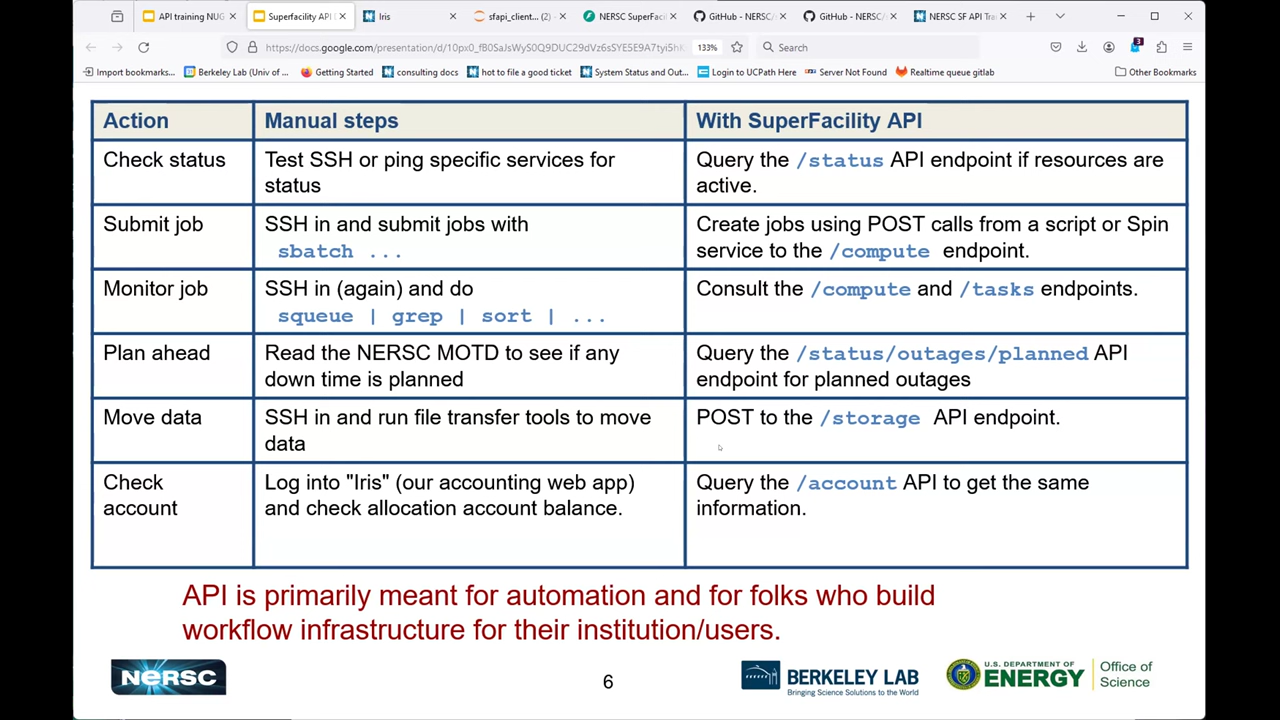 API training NUG
Superfacility API
Iris
sfapi_client... (2)
NERSC SuperFaci
GitHub - NERSC/
GitHub - NERSC/
NERSC SF API Tra
https://docs.google.com/presentation/d/10px0_fB0SaJsWyS0Q9DUC29dVz6sSYE5E9A7tyi5hK
133%
Search
3
Import bookmarks...
Berkeley Lab (Univ of ...
Getting Started
consulting docs
hot to file a good ticket
System Status and Out...
Login to UCPath Here
Server Not Found
Realtime queue gitlab
Other Bookmarks
Action
Manual steps
With SuperFacility API
Check status
Test SSH or ping specific services for
status
Query the /status API endpoint if resources are
active.
Submit job
SSH in and submit jobs with
sbatch ...
Create jobs using POST calls from a script or Spin
service to the /compute endpoint.
Monitor job
SSH in (again) and do
squeue | grep | sort | ...
Consult the /compute and /tasks endpoints.
Plan ahead
Read the NERSC MOTD to see if any
down time is planned
Query the /status/outages/planned API
endpoint for planned outages
Move data
SSH in and run file transfer tools to move
data
POST to the /storage API endpoint.
Check
account
Log into "Iris" (our accounting web app)
and check allocation account balance.
Query the /account API to get the same
information.
API is primarily meant for automation and for folks who build
workflow infrastructure for their institution/users.
NERSC
6
BERKELEY LAB
Bringing Science Solutions to the World
U.S. DEPARTMENT OF
ENERGY
Office of
Science